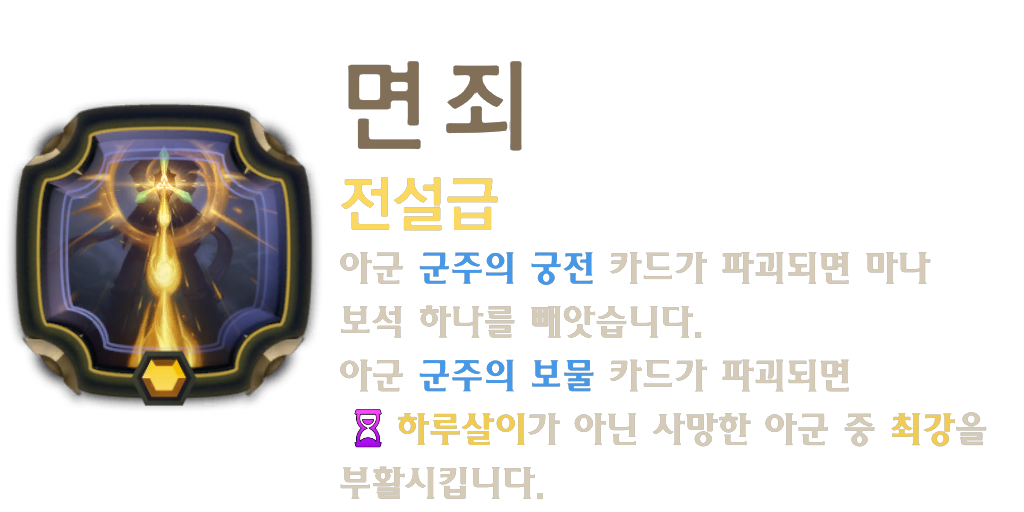 면죄
전설급
아군 군주의 궁전 카드가 파괴되면 마나
보석 하나를 빼앗습니다.
아군 군주의 보물 카드가 파괴되면
하루살이가 아닌 사망한 아군 중 최강을
부활시킵니다.